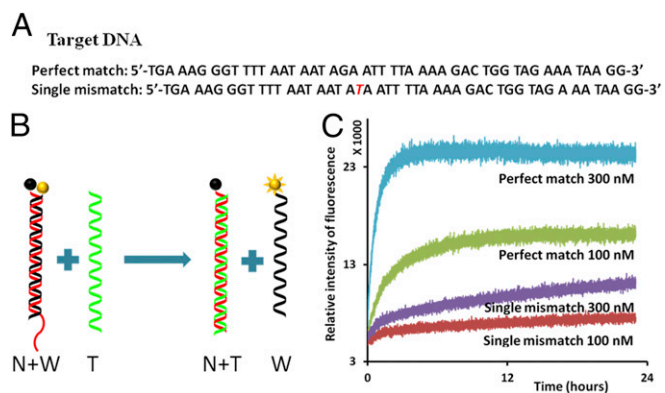 A
Target DNA
Perfect match: 5’-TGA AAG GGT TTT AAT AAT AGA ATT TTA AAA GAC TGG TAG AAA TAA GG-3’
Single mismatch: 5’-TGA AAG GGT TTT AAT AAT ATA ATT TTA AAA GAC TGG TAG A AA TAA GG-3’
B
N+W
T
N+T
W
C
Relative intensity of fluorescence
X 1000
23
13
3
Perfect match 300 nM
Perfect match 100 nM
Single mismatch 300 nM
Single mismatch 100 nM
0
12
24
Time (hours)